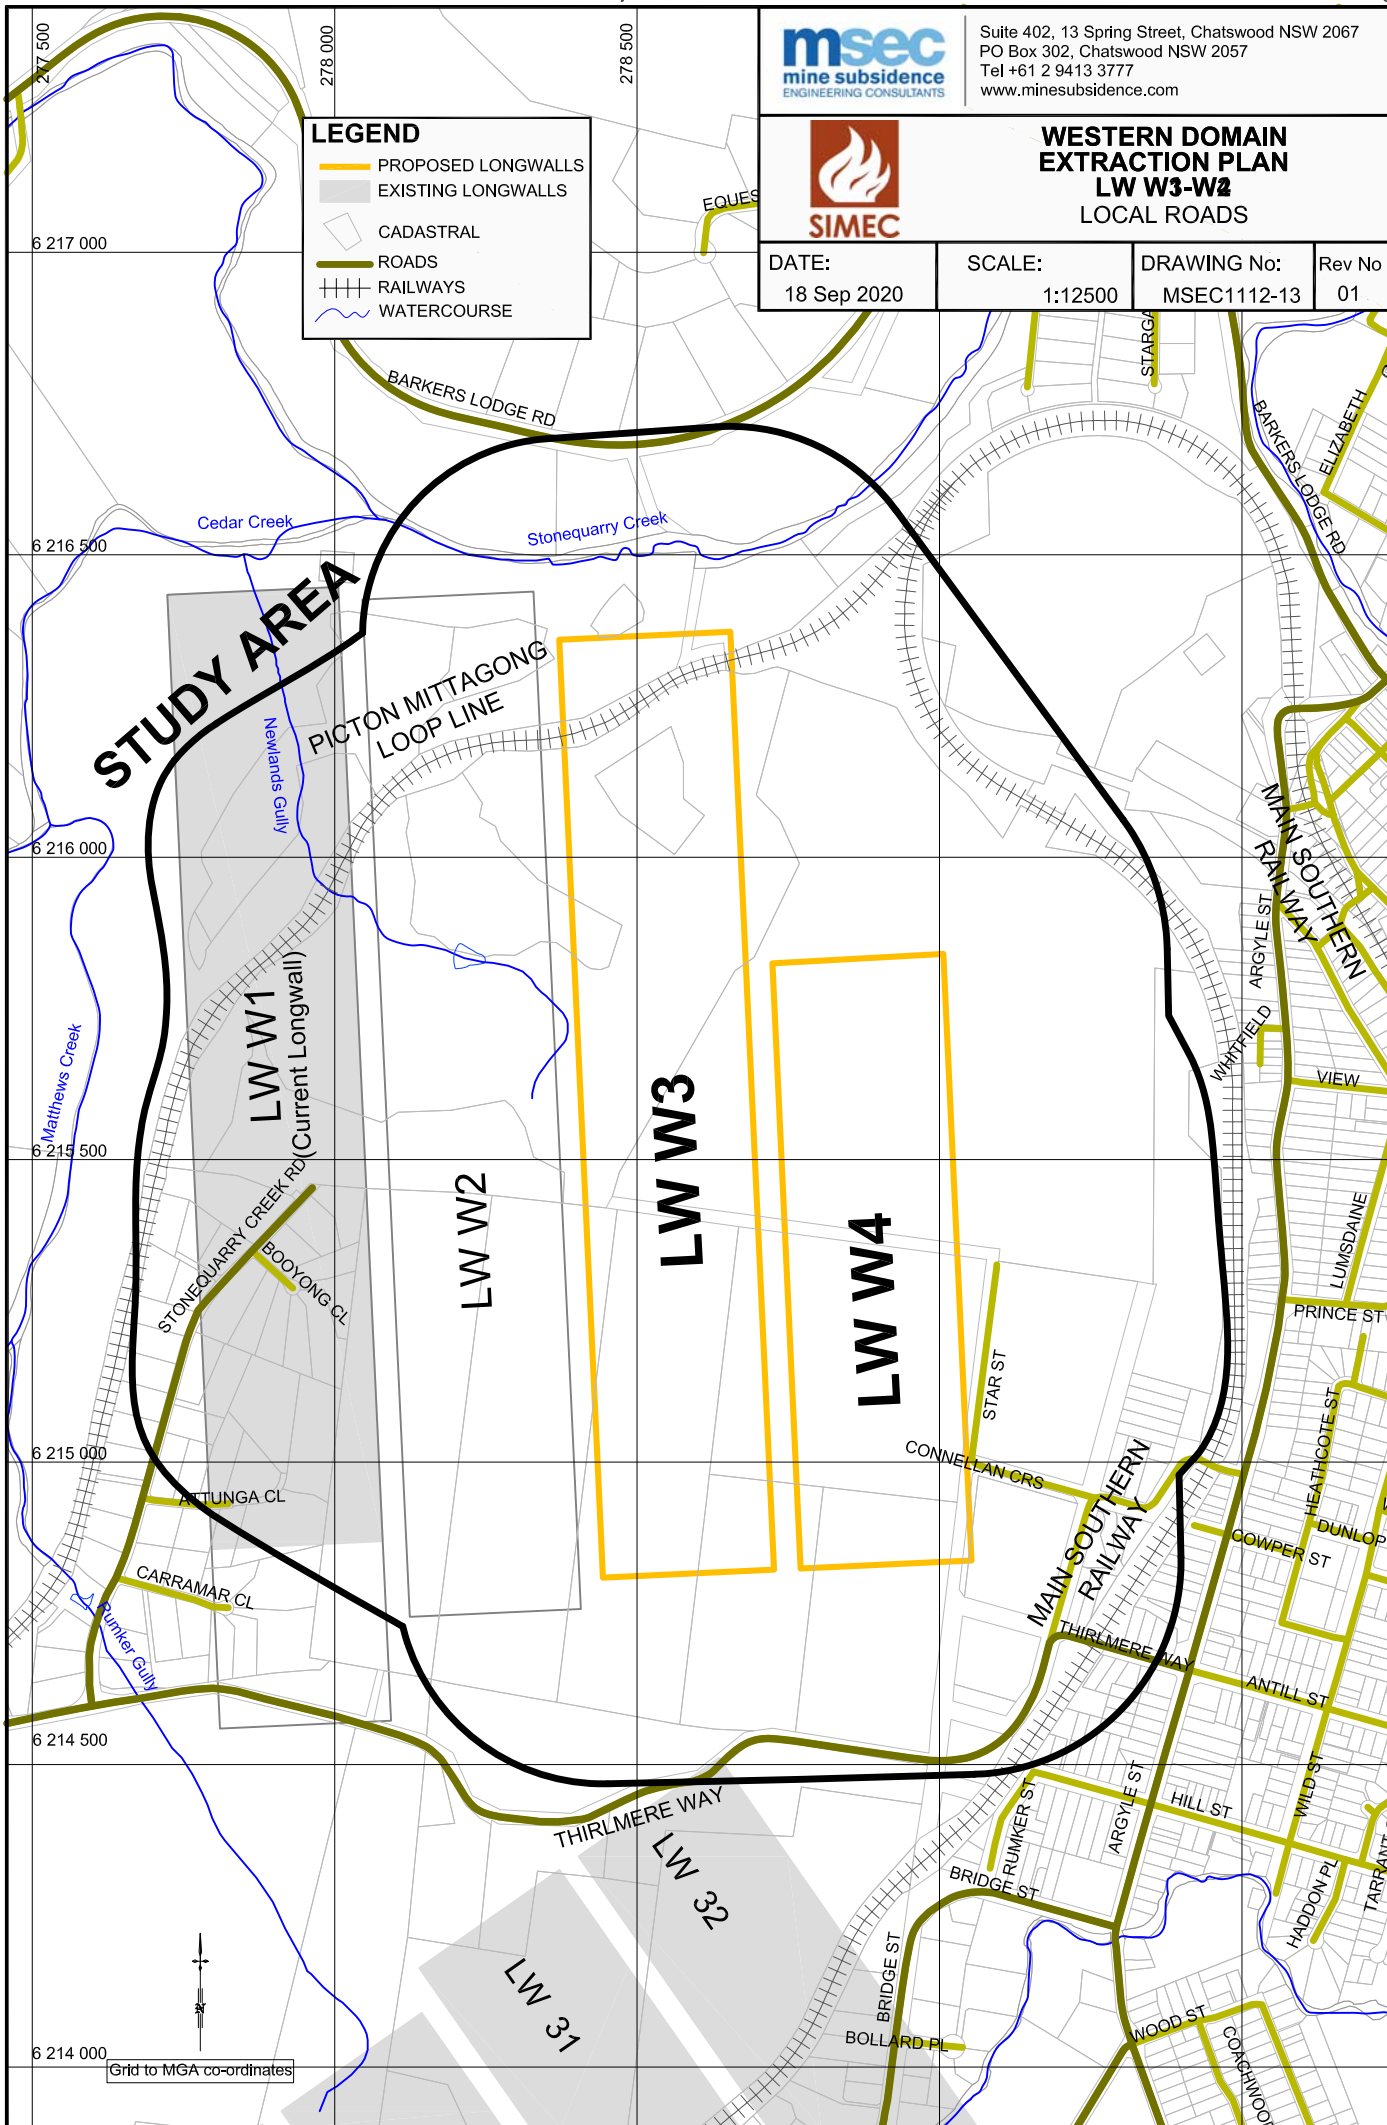 277 500
278 000
278 500
msec
mine subsidence
ENGINEERING CONSULTANTS
Suite 402, 13 Spring Street, Chatswood NSW 2067
PO Box 302, Chatswood NSW 2057
Tel +61 2 9413 3777
www.minesubsidence.com
SIMEC
WESTERN DOMAIN
EXTRACTION PLAN
LOCAL ROADS
DATE:
18 Sep 2020
SCALE:
1:12500
DRAWING No:
MSEC1112-13
Rev No
01
LEGEND
PROPOSED LONGWALLS
EXISTING LONGWALLS
CADASTRAL
ROADS
RAILWAYS
WATERCOURSE
6 217 000
EQUES
STARGA
BARKERS LODGE RD
BARKERS LODGE RD
ELIZABETH
Cedar Creek
Stonequarry Creek
6 216 500
STUDY AREA
PICTON MITTAGONG
LOOP LINE
Newlands Gully
6 216 000
MAIN SOUTHERN
RAILWAY
ARGYLE ST
WHITFIELD
VIEW
Matthews Creek
LW W1
(Current Longwall)
LW W2
LW W3
LW W4
6 215 500
STONEQUARRY CREEK RD
BOOYONG CL
LUMSDAINE
PRINCE ST
STAR ST
HEATHCOTE ST
6 215 000
CONNELLAN CRS
ATTUNGA CL
MAIN SOUTHERN
RAILWAY
COWPER ST
DUNLOP
CARRAMAR CL
Rumker Gully
THIRLMERE WAY
ANTILL ST
6 214 500
THIRLMERE WAY
RUMKER ST
ARGYLE ST
HILL ST
WILD ST
LW 32
LW 31
BRIDGE ST
BRIDGE ST
HADDON PL
TARRANT
BOLLARD PL
WOOD ST
COACHWOOD
N
6 214 000
Grid to MGA co-ordinates